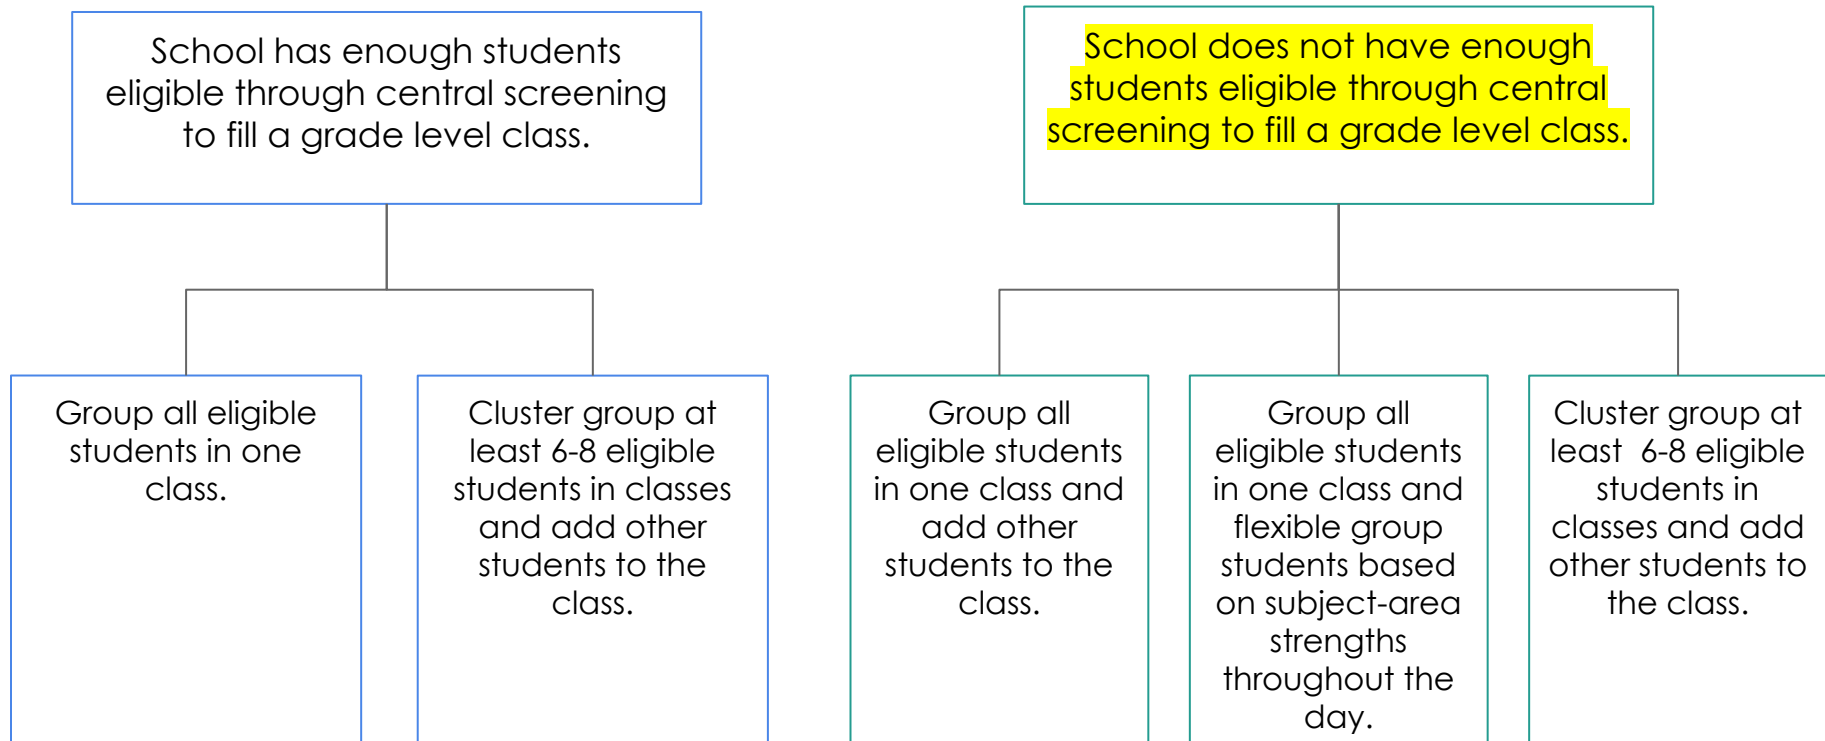 School has enough students
eligible through central screening
to fill a grade level class.
School does not have enough
students eligible through central
screening to fill a grade level class.
Group all eligible
students in one
class.
Cluster group at
least 6-8 eligible
students in classes
and add other
students to the
class.
Group all
eligible students
in one class and
add other
students to the
class.
Group all
eligible students
in one class and
flexible group
students based
on subject-area
strengths
throughout the
day.
Cluster group at
least  6-8 eligible
students in
classes and add
other students to
the class.